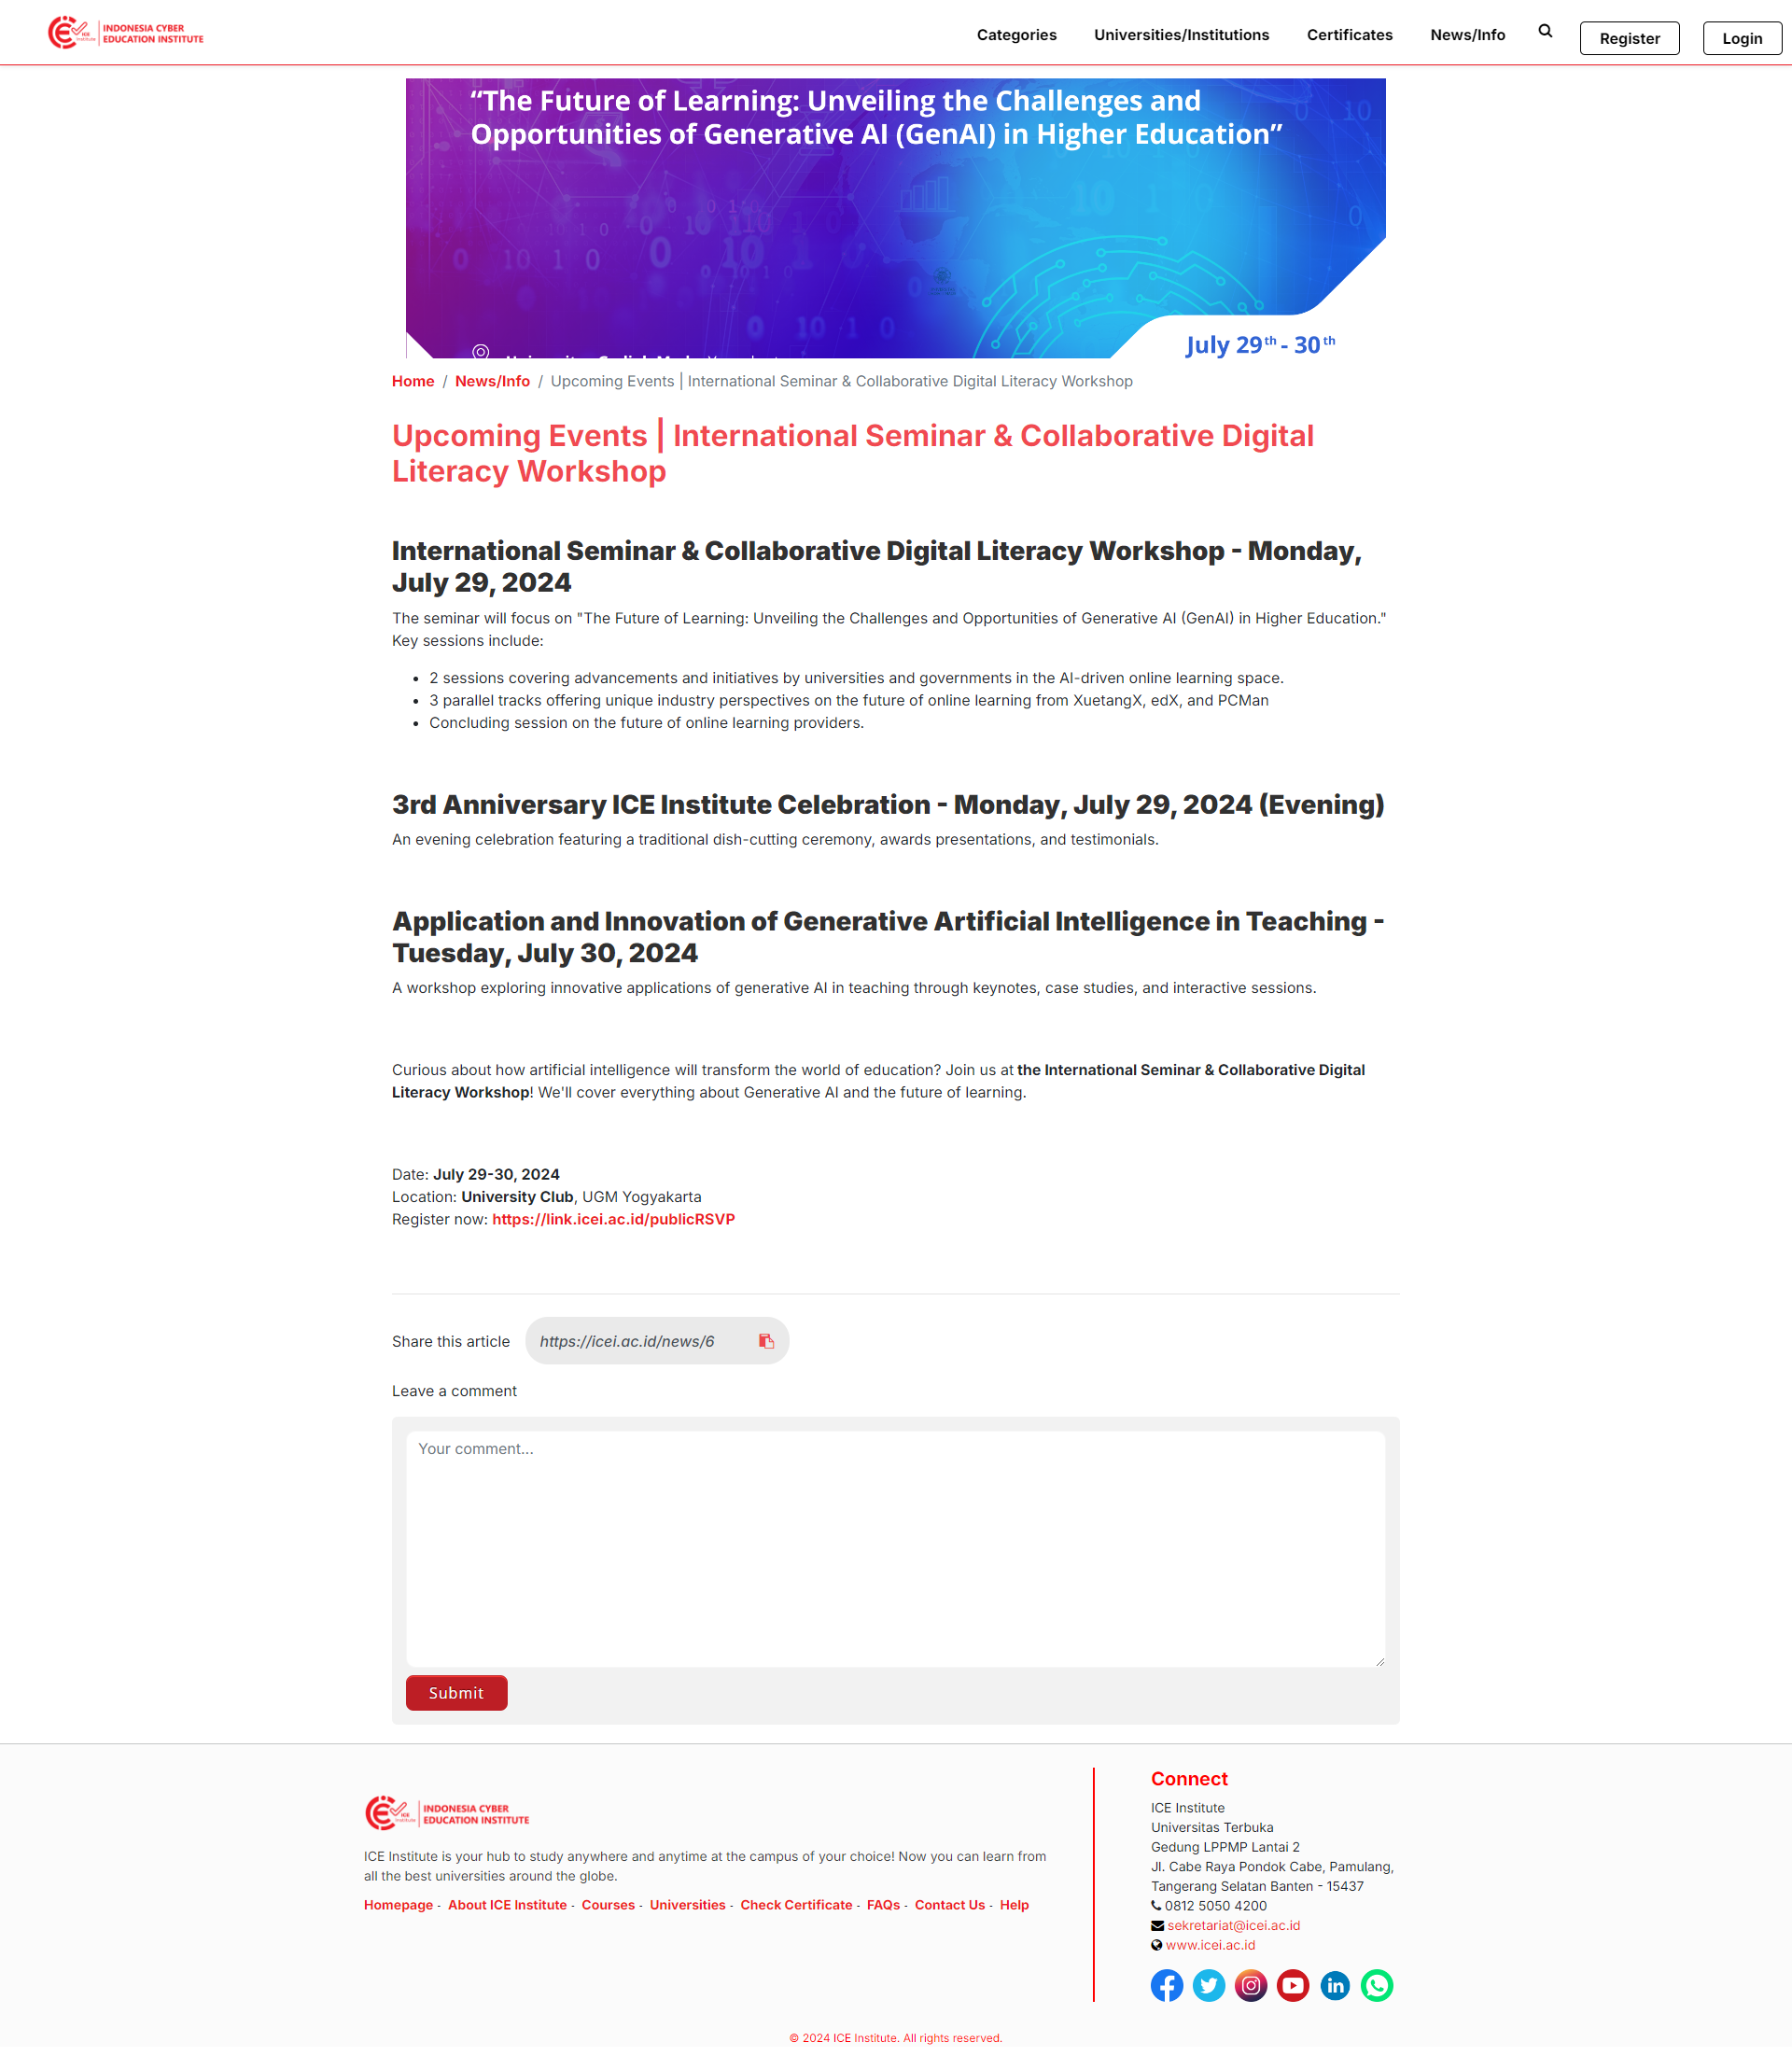 INDONESIA CYBER
EDUCATION INSTITUTE
Categories
Universities/Institutions
Certificates
News/Info
Register
Login
“The Future of Learning: Unveiling the Challenges and
Opportunities of Generative AI (GenAI) in Higher Education”
July 29th - 30th
Home / News/Info / Upcoming Events | International Seminar & Collaborative Digital Literacy Workshop
Upcoming Events | International Seminar & Collaborative Digital
Literacy Workshop
International Seminar & Collaborative Digital Literacy Workshop - Monday,
July 29, 2024
The seminar will focus on "The Future of Learning: Unveiling the Challenges and Opportunities of Generative AI (GenAI) in Higher Education."
Key sessions include:
• 2 sessions covering advancements and initiatives by universities and governments in the AI-driven online learning space.
• 3 parallel tracks offering unique industry perspectives on the future of online learning from XuetangX, edX, and PCMan
• Concluding session on the future of online learning providers.
3rd Anniversary ICE Institute Celebration - Monday, July 29, 2024 (Evening)
An evening celebration featuring a traditional dish-cutting ceremony, awards presentations, and testimonials.
Application and Innovation of Generative Artificial Intelligence in Teaching -
Tuesday, July 30, 2024
A workshop exploring innovative applications of generative AI in teaching through keynotes, case studies, and interactive sessions.
Curious about how artificial intelligence will transform the world of education? Join us at the International Seminar & Collaborative Digital
Literacy Workshop! We'll cover everything about Generative AI and the future of learning.
Date: July 29-30, 2024
Location: University Club, UGM Yogyakarta
Register now: https://link.icei.ac.id/publicRSVP
Share this article
https://icei.ac.id/news/6
Leave a comment
Your comment...
Submit
INDONESIA CYBER
EDUCATION INSTITUTE
ICE Institute is your hub to study anywhere and anytime at the campus of your choice! Now you can learn from
all the best universities around the globe.
Homepage - About ICE Institute - Courses - Universities - Check Certificate - FAQs - Contact Us - Help
Connect
ICE Institute
Universitas Terbuka
Gedung LPPMP Lantai 2
Jl. Cabe Raya Pondok Cabe, Pamulang,
Tangerang Selatan Banten - 15437
0812 5050 4200
sekretariat@icei.ac.id
www.icei.ac.id
© 2024 ICE Institute. All rights reserved.